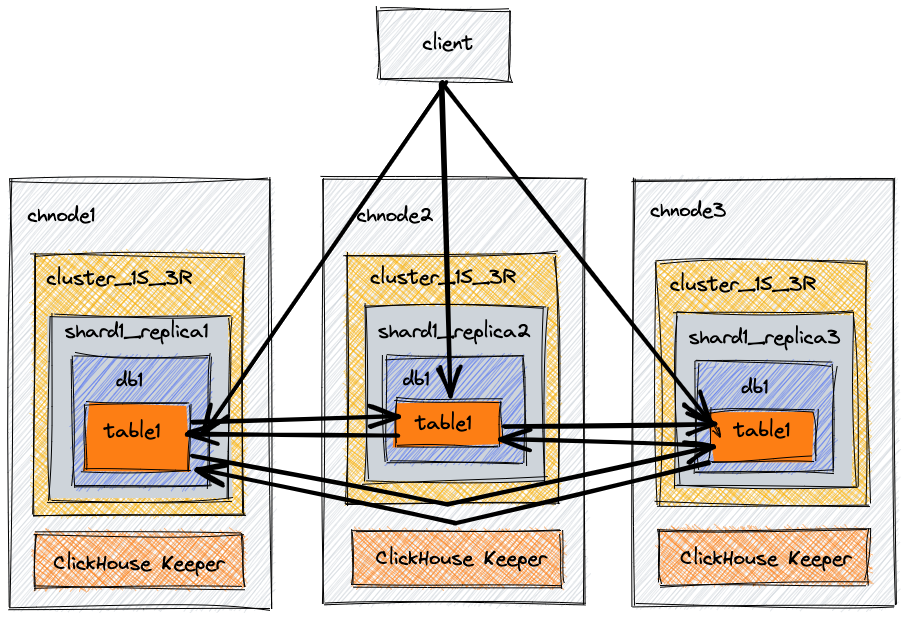 client
chnode1
cluster_1S_3R
shard1_replica1
db1
table1
ClickHouse Keeper
chnode2
cluster_1S_3R
shard1_replica2
db1
table1
ClickHouse Keeper
chnode3
cluster_1S_3R
shard1_replica3
db1
table1
ClickHouse Keeper